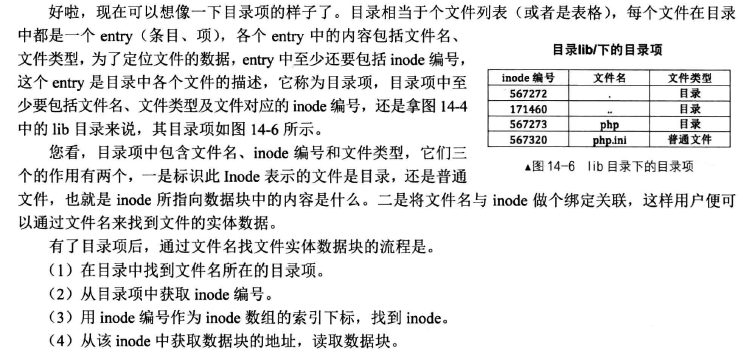 好啦，现在可以想像一下目录项的样子了。目录相当于个文件列表（或者是表格），每个文件在目录
中都是一个 entry（条目、项），各个 entry 中的内容包括文件名、
文件类型，为了定位文件的数据，entry 中至少还要包括 inode 编号，
这个 entry 是目录中各个文件的描述，它称为目录项，目录项中至
少要包括文件名、文件类型及文件对应的 inode 编号，还是拿图 14-4
中的 lib 目录来说，其目录项如图 14-6 所示。
您看，目录项中包含文件名、inode 编号和文件类型，它们三
个的作用有两个，一是标识此 Inode 表示的文件是目录，还是普通
文件，也就是 inode 所指向数据块中的内容是什么。二是将文件名与 inode 做个绑定关联，这样用户便可
以通过文件名来找到文件的实体数据。
目录lib/下的目录项
inode 编号 文件名 文件类型
567272 . 目录
171460 .. 目录
567273 php 目录
567320 php.ini 普通文件
▲图 14-6 lib 目录下的目录项
有了目录项后，通过文件名找文件实体数据块的流程是。
（1）在目录中找到文件名所在的目录项。
（2）从目录项中获取 inode 编号。
（3）用 inode 编号作为 inode 数组的索引下标，找到 inode。
（4）从该 inode 中获取数据块的地址，读取数据块。